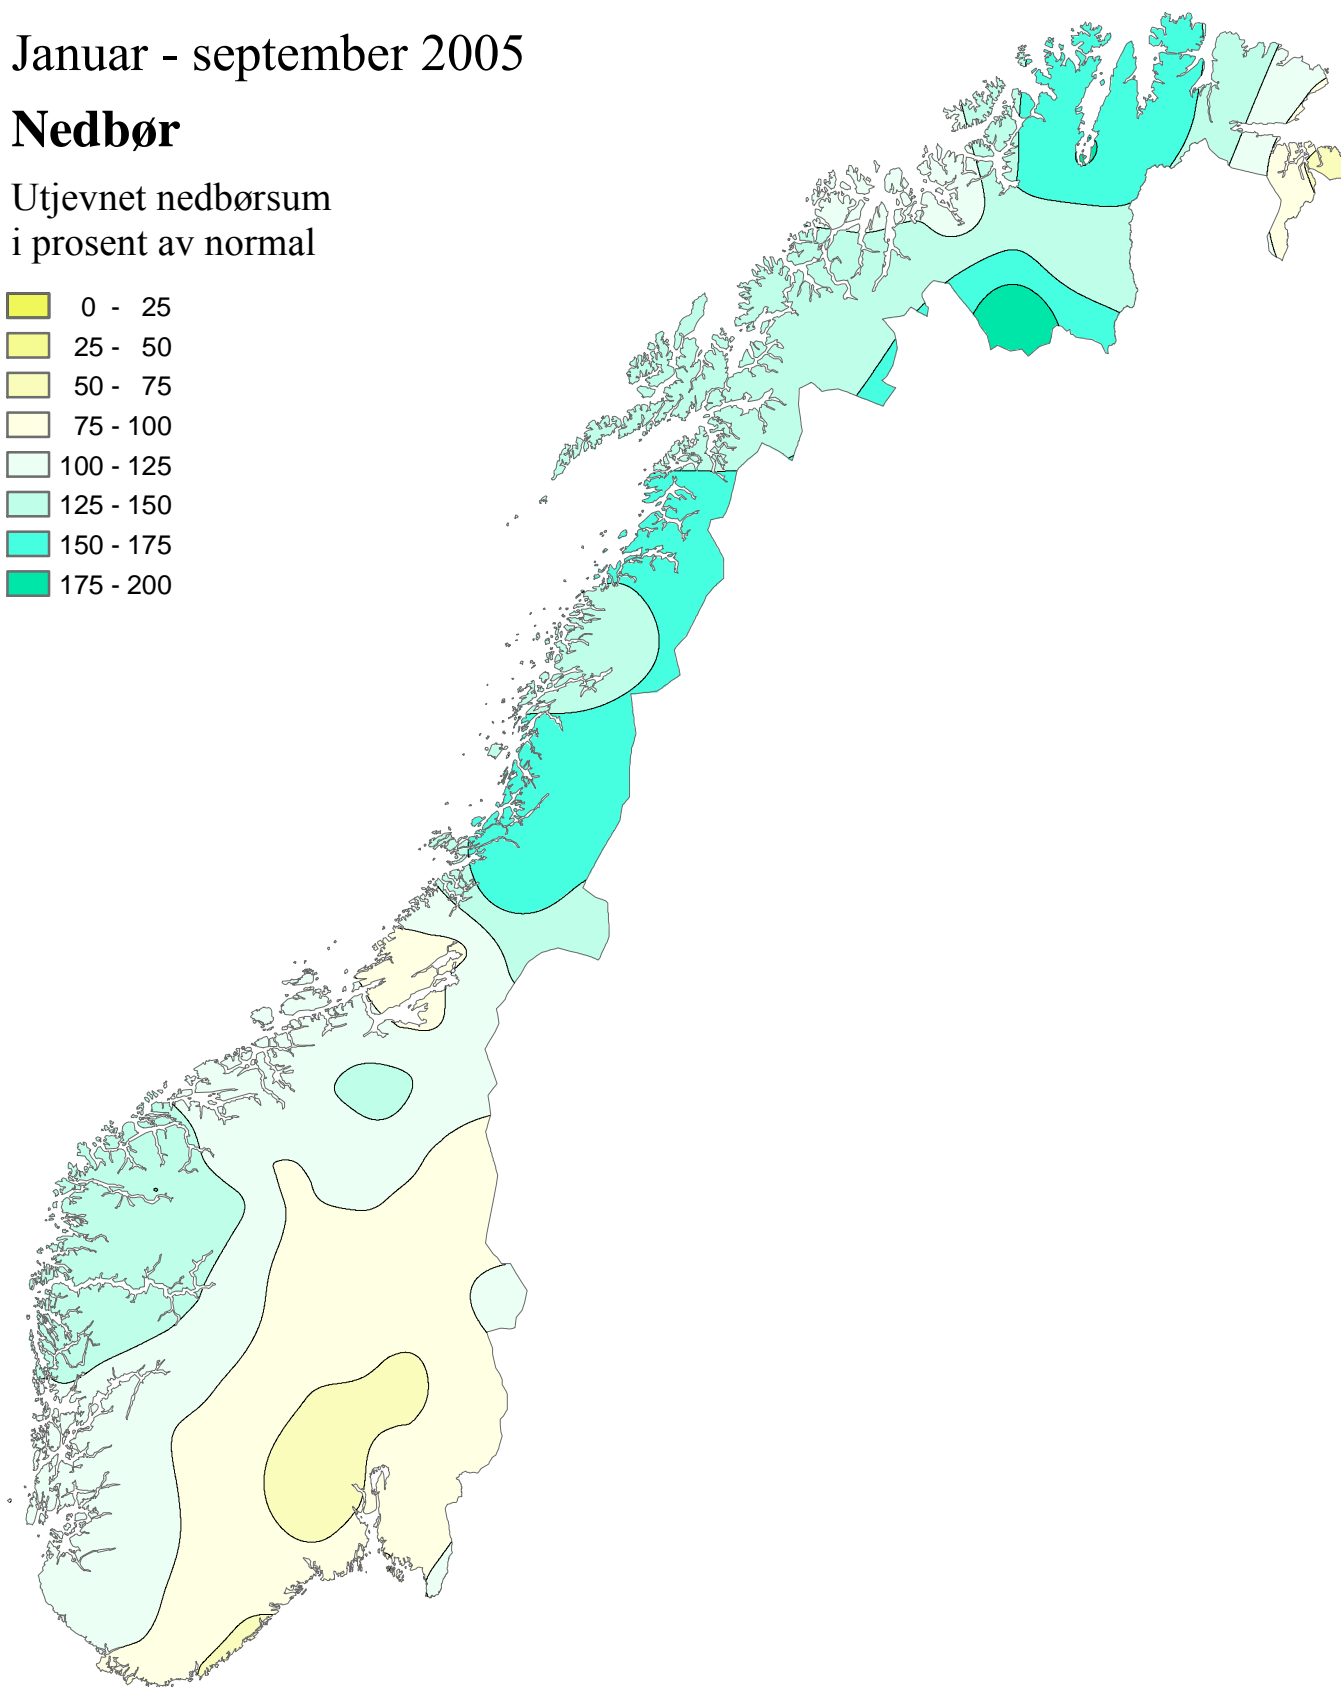 Januar - september 2005
Nedbør
Utjevnet nedbørsum
i prosent av normal
0 - 25
25 - 50
50 - 75
75 - 100
100 - 125
125 - 150
150 - 175
175 - 200